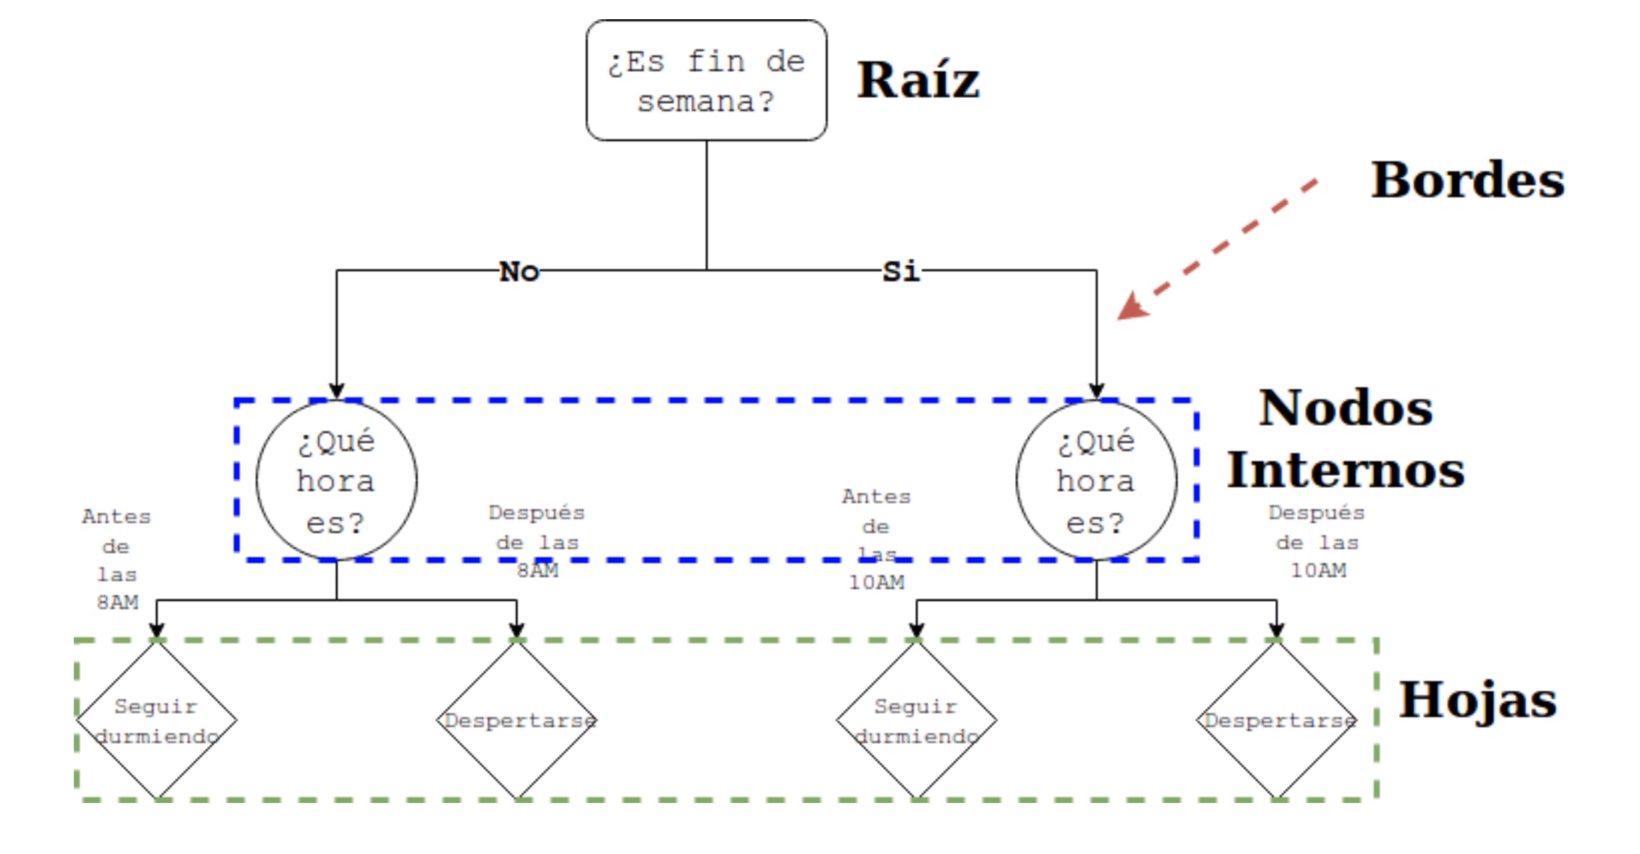 ¿Es fin de
semana?
Raíz
Bordes
No
Si
Nodos
Internos
¿Qué
hora
es?
¿Qué
hora
es?
Antes
de
las
8AM
Después
de las
8AM
Antes
de
las
10AM
Después
de las
10AM
Seguir
durmiendo
Despertarse
Seguir
durmiendo
Despertarse
Hojas